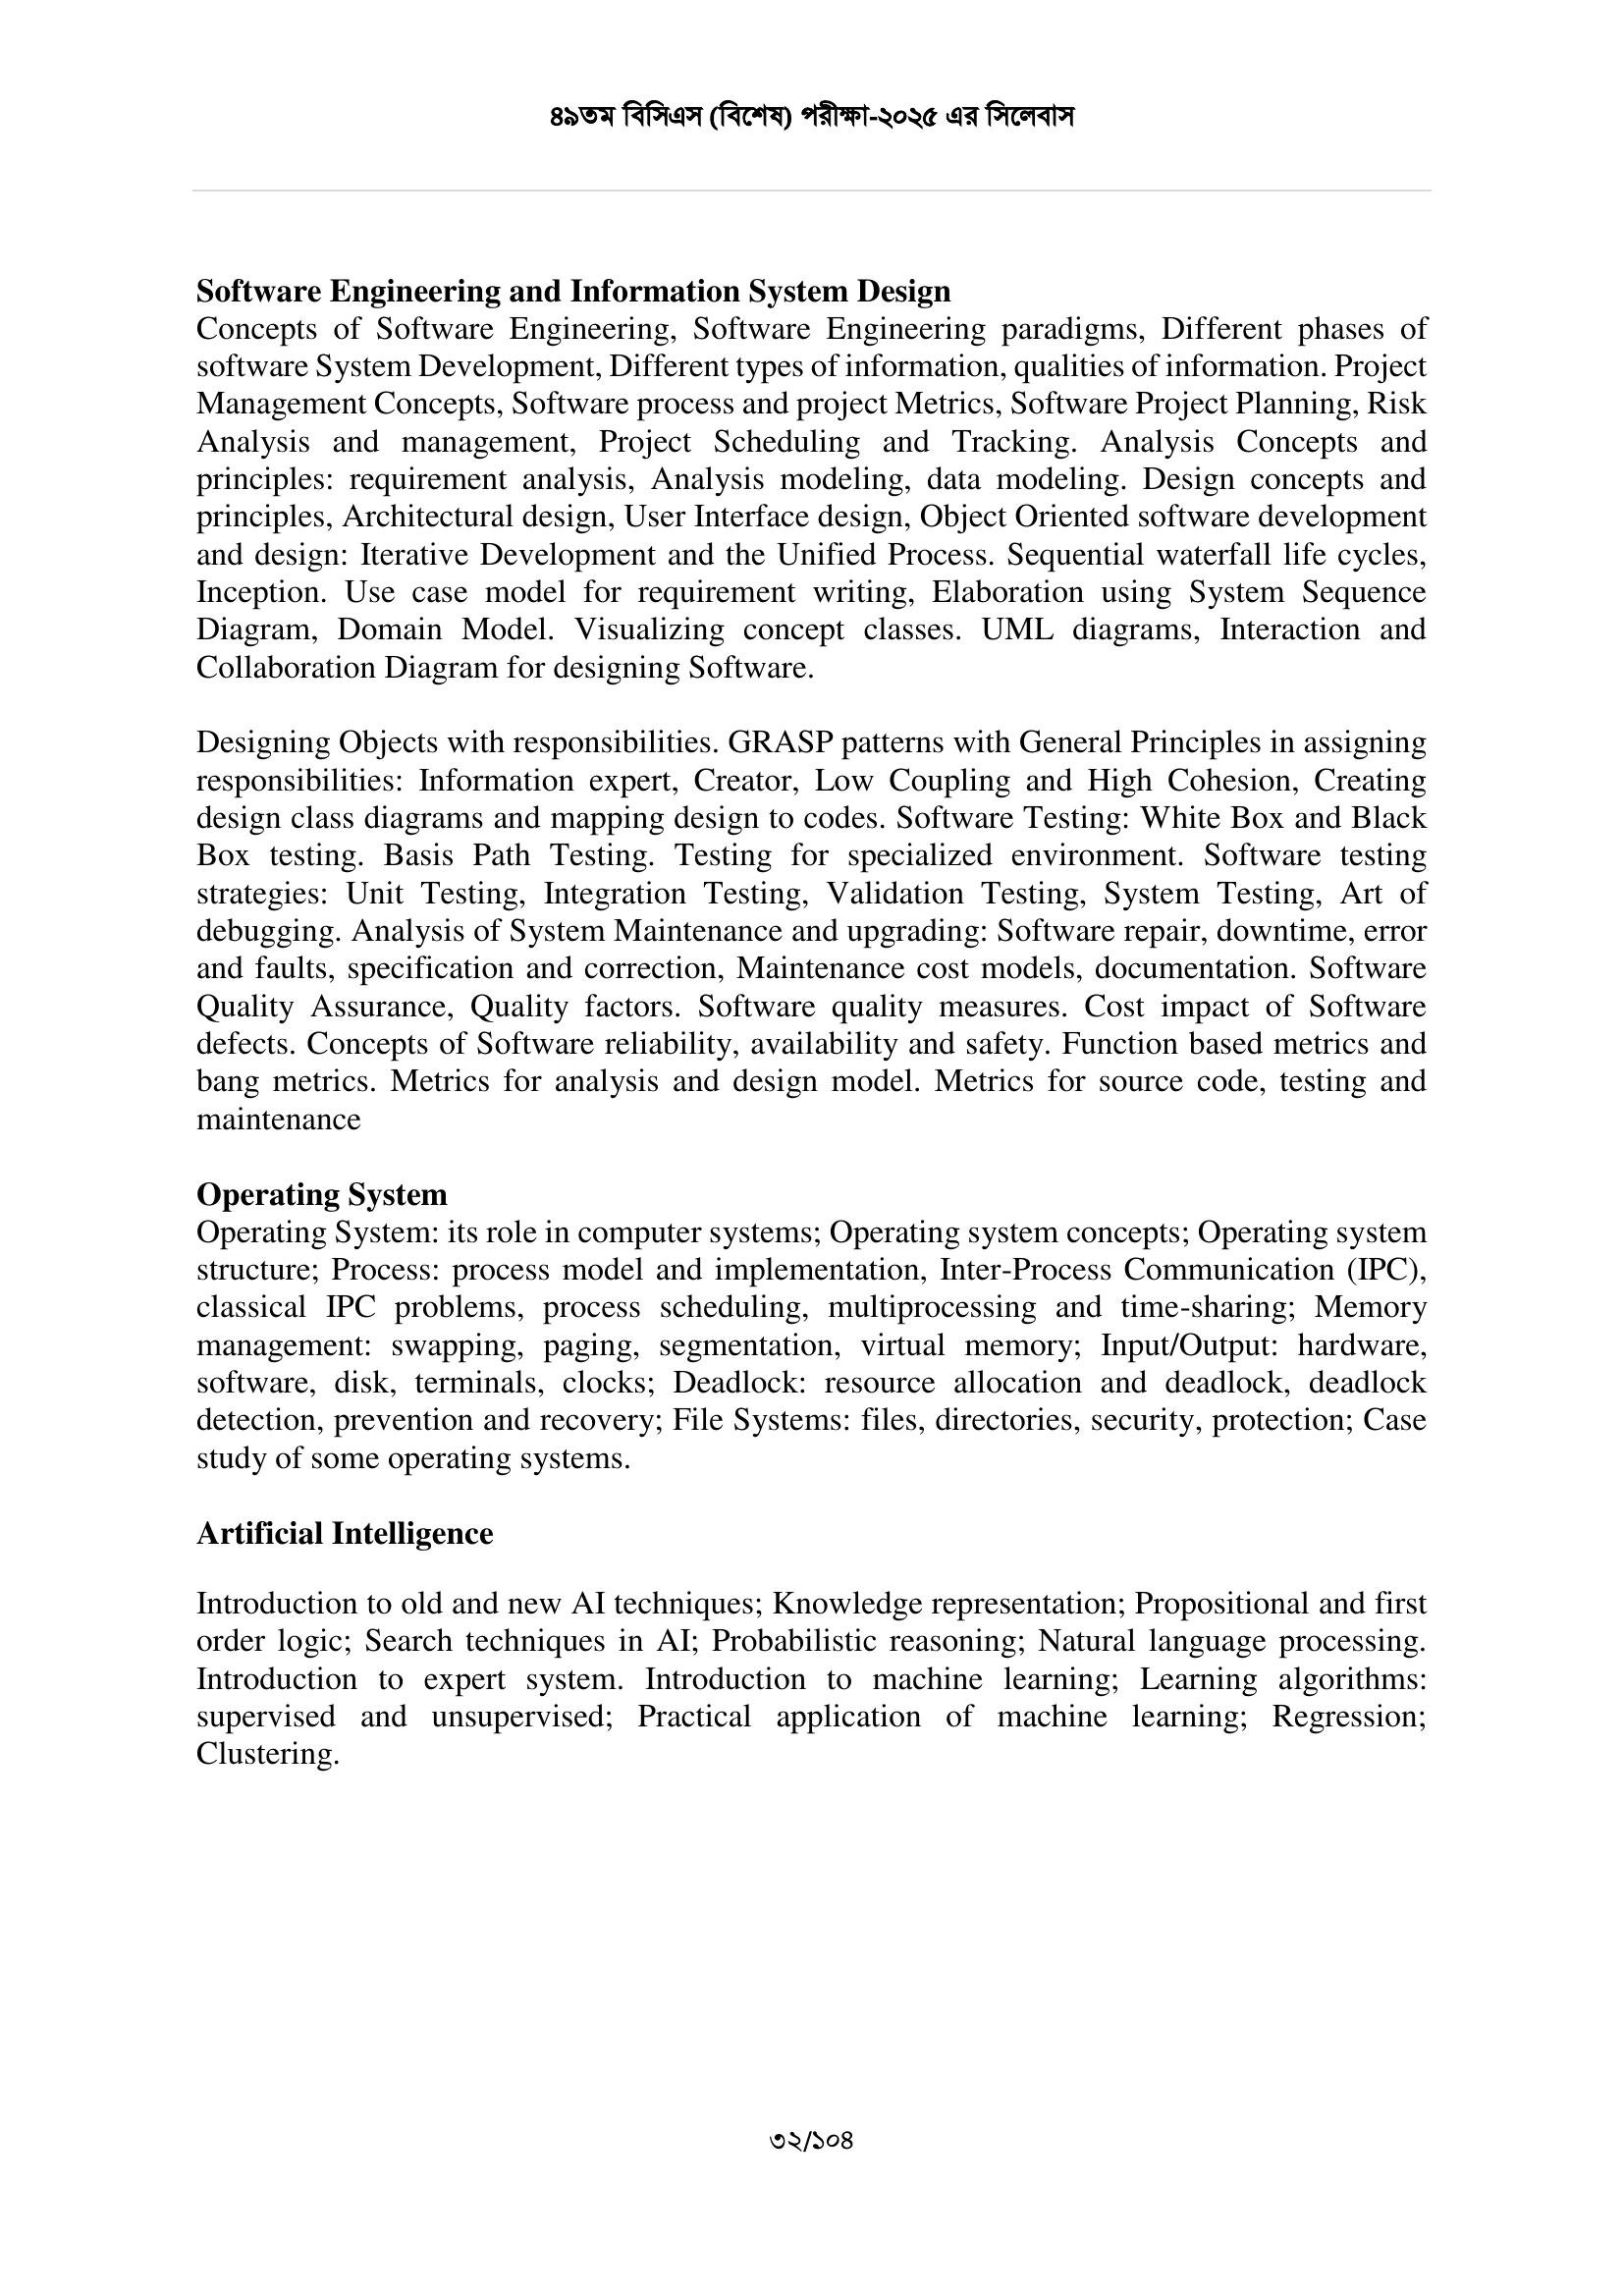 ৪৯তম বিসিএস (বিশেষ) পরীক্ষা-২০২৫ এর সিলেবাস
Software Engineering and Information System Design
Concepts of Software Engineering, Software Engineering paradigms, Different phases of
software System Development, Different types of information, qualities of information. Project
Management Concepts, Software process and project Metrics, Software Project Planning, Risk
Analysis and management, Project Scheduling and Tracking. Analysis Concepts and
principles: requirement analysis, Analysis modeling, data modeling. Design concepts and
principles, Architectural design, User Interface design, Object Oriented software development
and design: Iterative Development and the Unified Process. Sequential waterfall life cycles,
Inception. Use case model for requirement writing, Elaboration using System Sequence
Diagram, Domain Model. Visualizing concept classes. UML diagrams, Interaction and
Collaboration Diagram for designing Software.
Designing Objects with responsibilities. GRASP patterns with General Principles in assigning
responsibilities: Information expert, Creator, Low Coupling and High Cohesion, Creating
design class diagrams and mapping design to codes. Software Testing: White Box and Black
Box testing. Basis Path Testing. Testing for specialized environment. Software testing
strategies: Unit Testing, Integration Testing, Validation Testing, System Testing, Art of
debugging. Analysis of System Maintenance and upgrading: Software repair, downtime, error
and faults, specification and correction, Maintenance cost models, documentation. Software
Quality Assurance, Quality factors. Software quality measures. Cost impact of Software
defects. Concepts of Software reliability, availability and safety. Function based metrics and
bang metrics. Metrics for analysis and design model. Metrics for source code, testing and
maintenance
Operating System
Operating System: its role in computer systems; Operating system concepts; Operating system
structure; Process: process model and implementation, Inter-Process Communication (IPC),
classical IPC problems, process scheduling, multiprocessing and time-sharing; Memory
management: swapping, paging, segmentation, virtual memory; Input/Output: hardware,
software, disk, terminals, clocks; Deadlock: resource allocation and deadlock, deadlock
detection, prevention and recovery; File Systems: files, directories, security, protection; Case
study of some operating systems.
Artificial Intelligence
Introduction to old and new AI techniques; Knowledge representation; Propositional and first
order logic; Search techniques in AI; Probabilistic reasoning; Natural language processing.
Introduction to expert system. Introduction to machine learning; Learning algorithms:
supervised and unsupervised; Practical application of machine learning; Regression;
Clustering.
৩২/১০৪